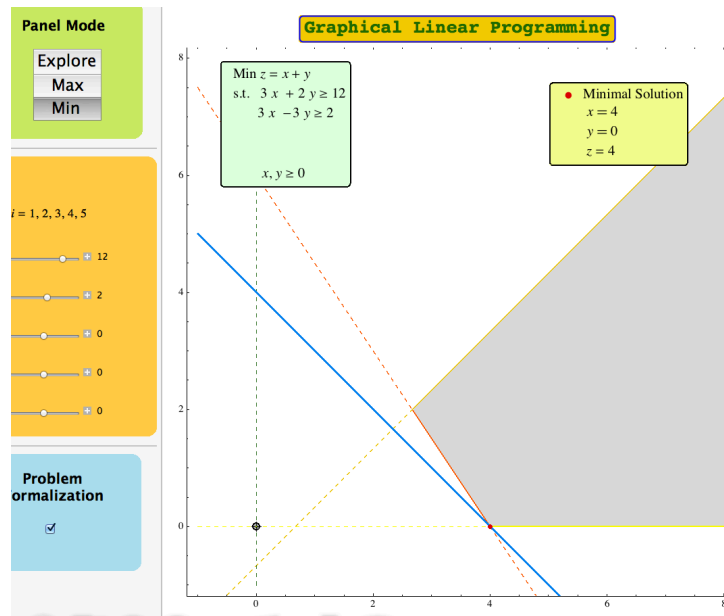 Graphical Linear Programming
Panel Mode
Explore
Max
Min
i = 1, 2, 3, 4, 5
12
2
0
0
0
Problem
ormalization
Min z = x + y
s.t. 3 x + 2 y ≥ 12
3 x − 3 y ≥ 2
x, y ≥ 0
Minimal Solution
x = 4
y = 0
z = 4
8
6
4
2
0
0
2
4
6
8